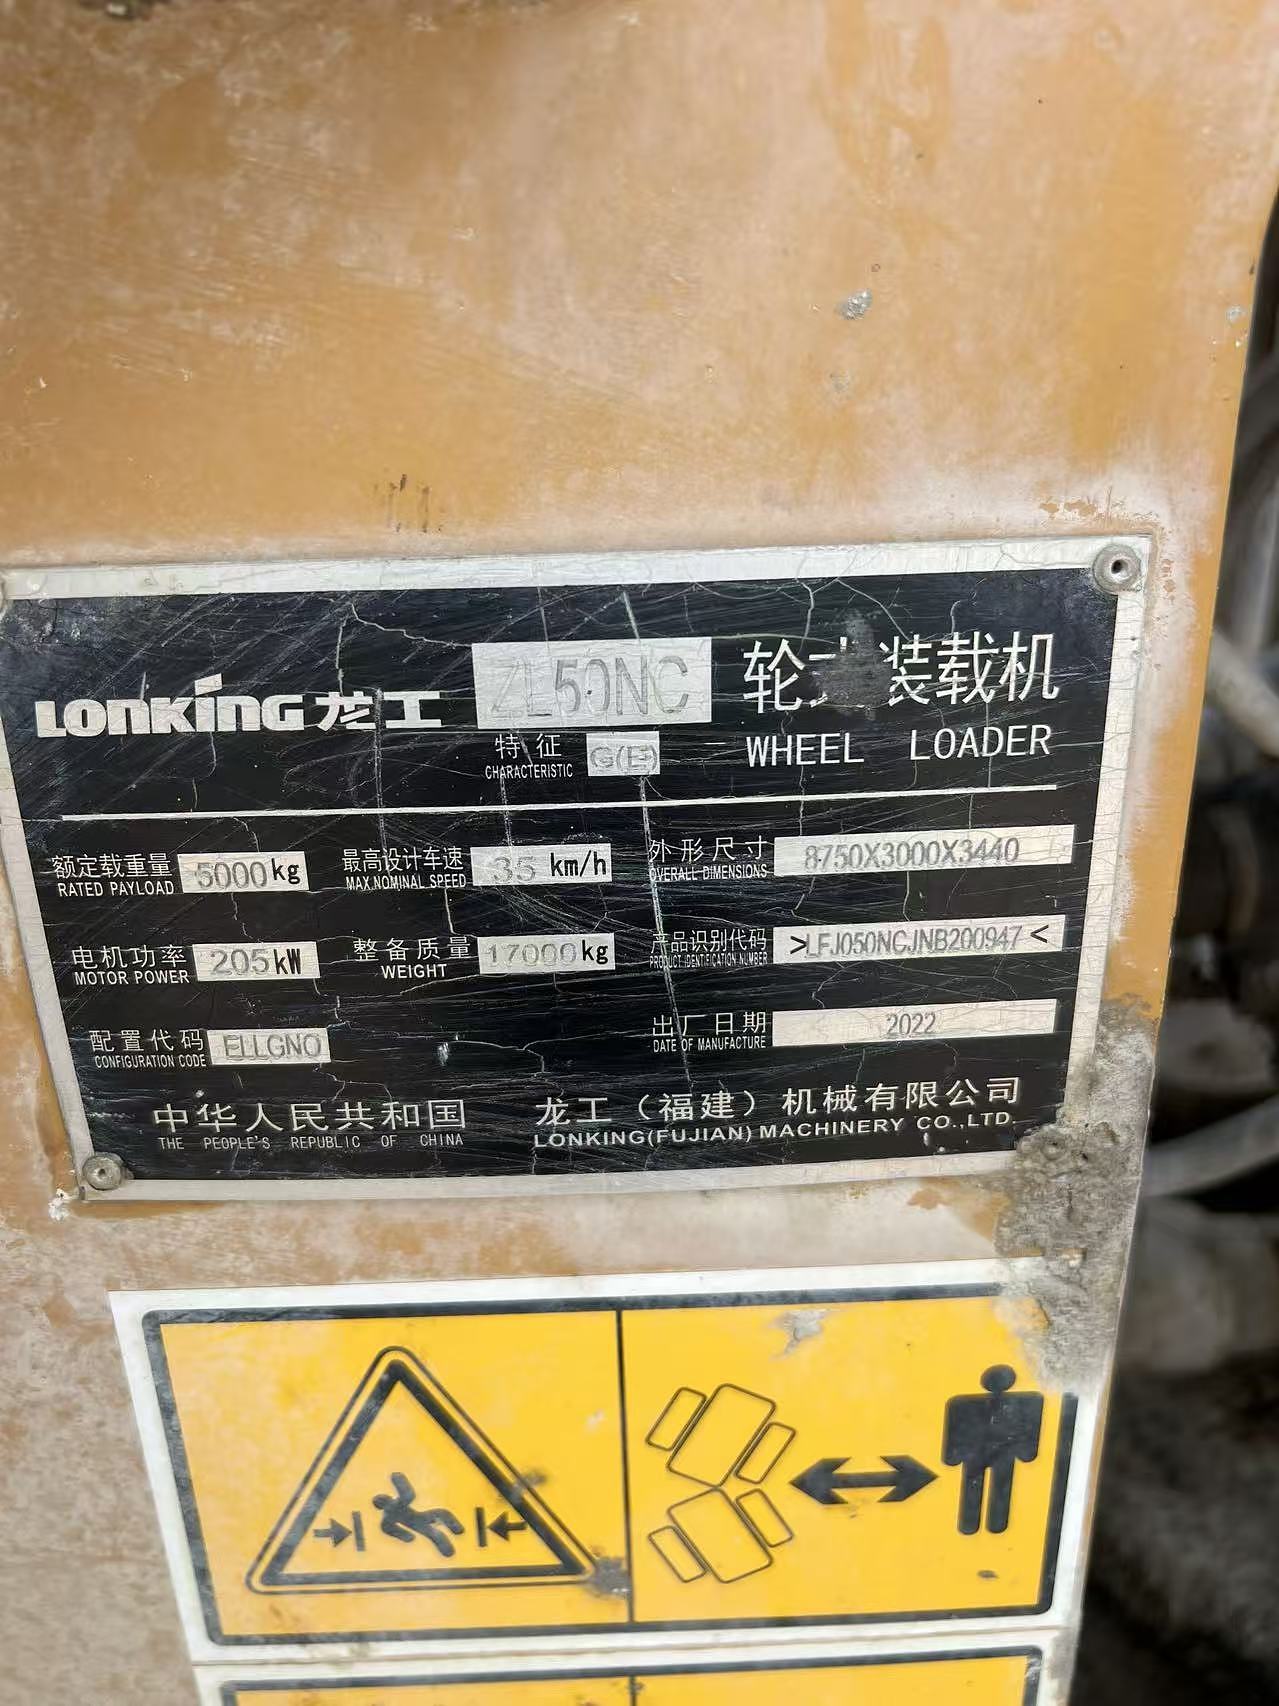 LONKING 龙工 ZL50NC 轮式装载机
特征 CHARACTERISTIC G(L) WHEEL LOADER
额定载重量 RATED PAYLOAD 5000kg 最高设计车速 MAX.NOMINAL SPEED 35 km/h 外形尺寸 OVERALL DIMENSIONS 8750X3000X3440
电机功率 MOTOR POWER 205kW 整备质量 WEIGHT 17000kg 产品识别代码 PRODUCT IDENTIFICATION NUMBER >LFJ050NCJNB200947<
配置代码 CONFIGURATION CODE ELLGNO 出厂日期 DATE OF MANUFACTURE 2022
中华人民共和国 龙工（福建）机械有限公司
THE PEOPLE'S REPUBLIC OF CHINA LONKING(FUJIAN) MACHINERY CO.,LTD.